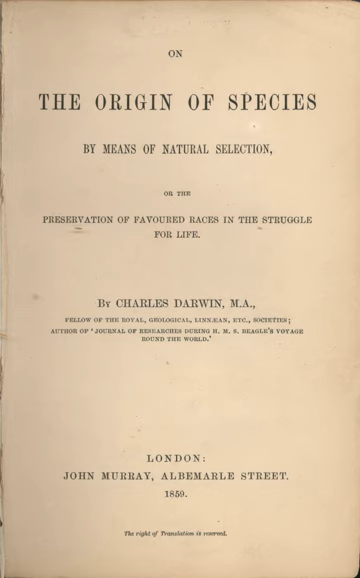 ON
THE ORIGIN OF SPECIES
BY MEANS OF NATURAL SELECTION,
OR THE
PRESERVATION OF FAVOURED RACES IN THE STRUGGLE
FOR LIFE.
By CHARLES DARWIN, M.A.,
FELLOW OF THE ROYAL, GEOLOGICAL, LINNÆAN, ETC., SOCIETIES;
AUTHOR OF 'JOURNAL OF RESEARCHES DURING H. M. S. BEAGLE'S VOYAGE
ROUND THE WORLD.'
LONDON:
JOHN MURRAY, ALBEMARLE STREET.
1859.
The right of Translation is reserved.